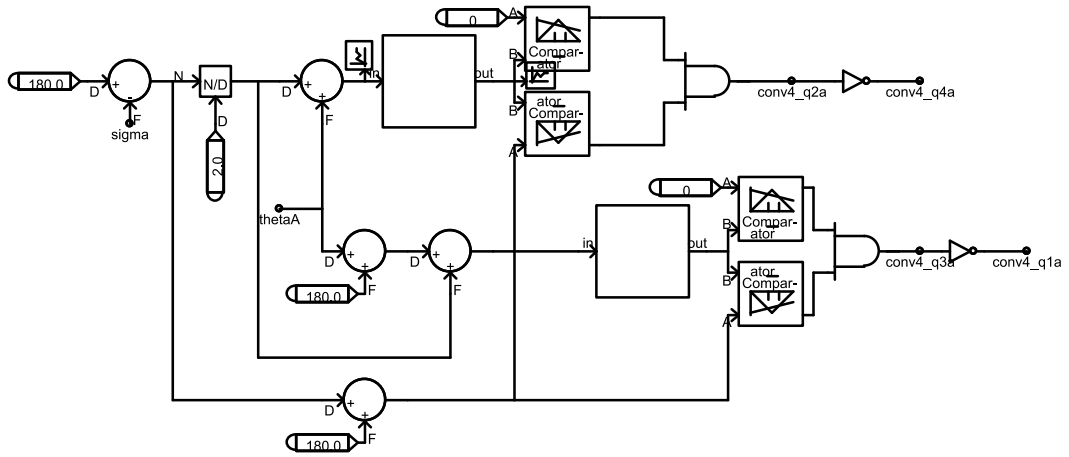 0
A
B
Compar-
ator
in
out
180.0
D
+
-
F
sigma
N
N/D
D
2.0
D
+
+
F
ator
Compar-
B
A
conv4_q2a
conv4_q4a
thetaA
0
A
B
Compar-
ator
in
out
D
+
+
F
180.0
D
+
+
F
ator
Compar-
B
A
conv4_q3a
conv4_q1a
D
+
+
F
180.0